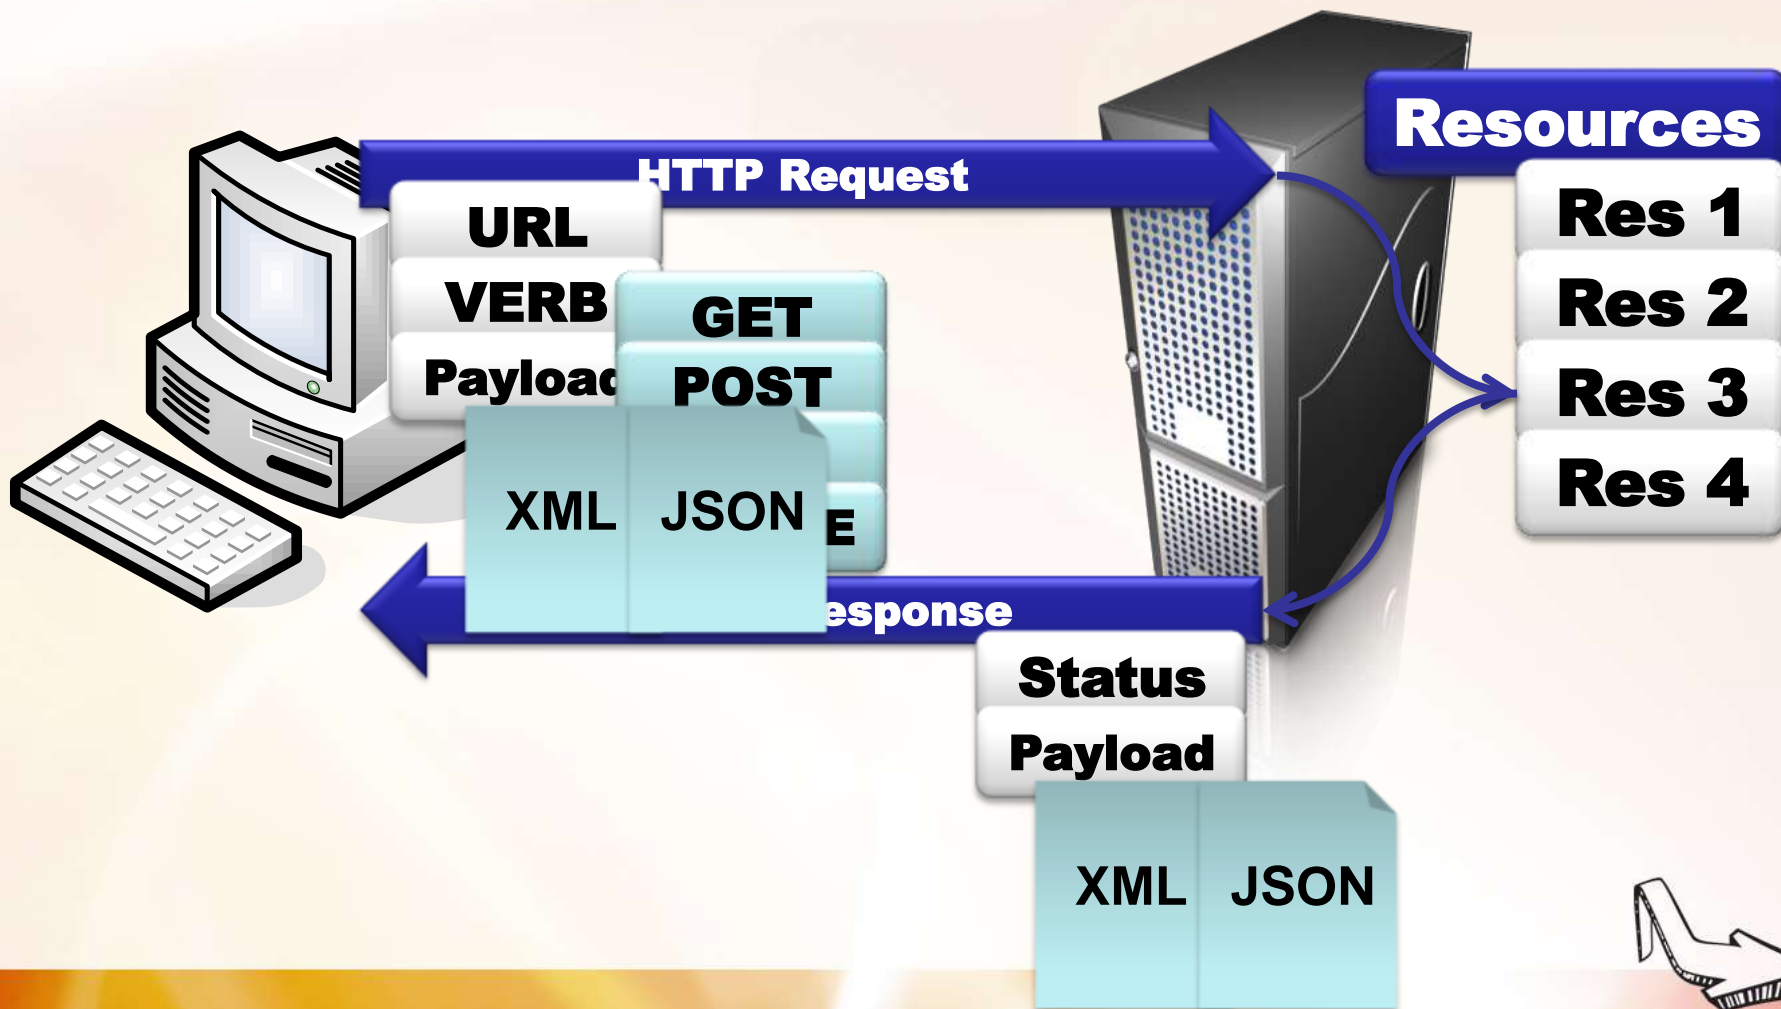 Resources
HTTP Request
Res 1
URL
Res 2
VERB
GET
Payload
POST
Res 3
Res 4
XML
JSON
E
esponse
Status
Payload
XML
JSON